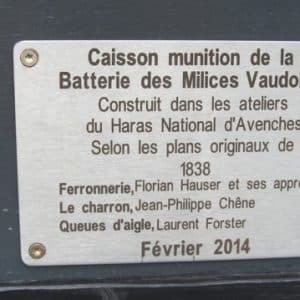 Caisson munition de la
Batterie des Milices Vaudo
Construit dans les ateliers
du Haras National d'Avenches
Selon les plans originaux de
1838
Ferronnerie, Florian Hauser et ses appre
Le charron, Jean-Philippe Chêne
Queues d'aigle, Laurent Forster
Février 2014